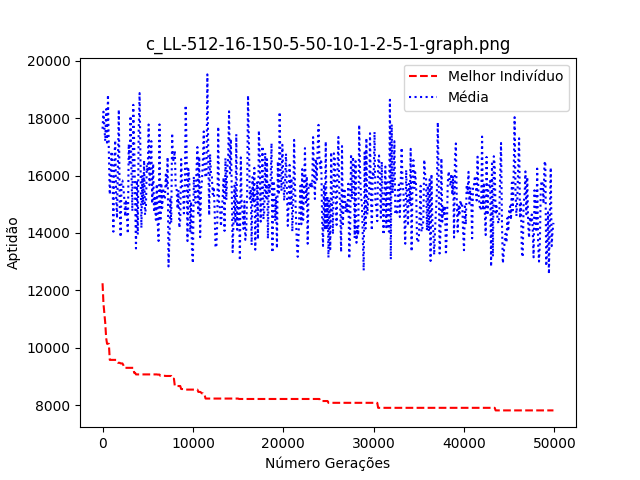 c_LL-512-16-150-5-50-10-1-2-5-1-graph.png
Melhor Indivíduo
Média
Aptidão
20000
18000
16000
14000
12000
10000
8000
0 10000 20000 30000 40000 50000
Número Gerações